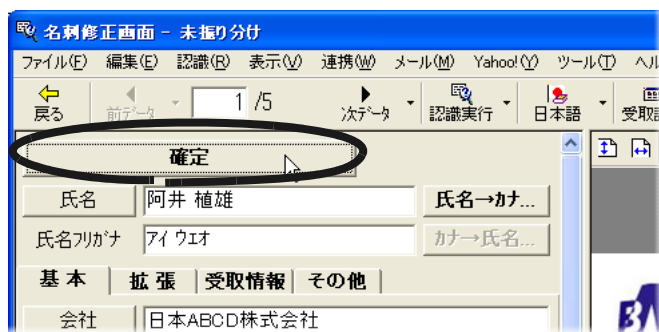 名刺修正画面 - 未振り分け
ファイル(F) 編集(E) 認識(R) 表示(V) 連携(W) メール(M) Yahoo!(Y) ツール(T) ヘル
戻る 前データ 1 /5 次データ 認識実行 日本語 受取
確定
氏名 阿井 植雄 氏名→カナ...
氏名フリガナ アイ ウエオ カナ→氏名...
基本 拡張 受取情報 その他
会社 日本ABCD株式会社